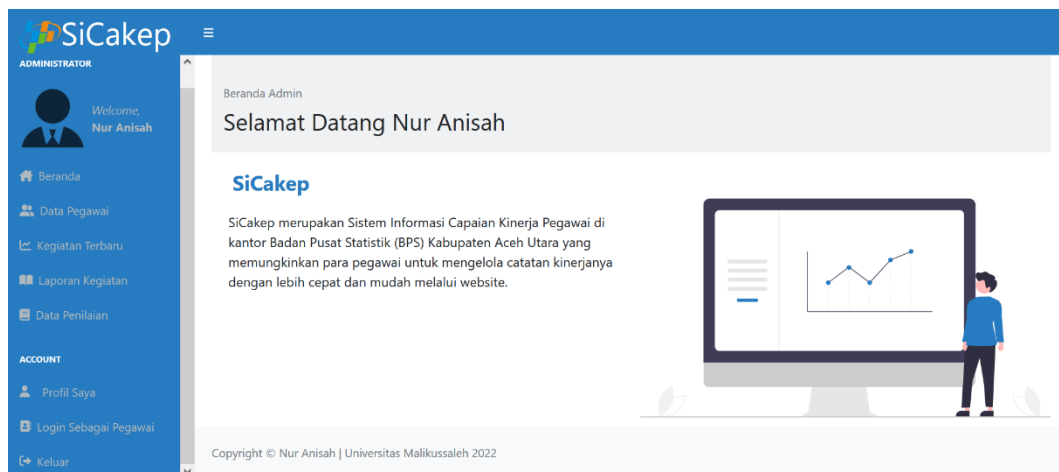 SiCakep
ADMINISTRATOR
Welcome,
Nur Anisah
Beranda
Data Pegawai
Kegiatan Terbaru
Laporan Kegiatan
Data Penilaian
ACCOUNT
Profil Saya
Login Sebagai Pegawai
Keluar
Beranda Admin
Selamat Datang Nur Anisah
SiCakep
SiCakep merupakan Sistem Informasi Capaian Kinerja Pegawai di
kantor Badan Pusat Statistik (BPS) Kabupaten Aceh Utara yang
memungkinkan para pegawai untuk mengelola catatan kinerjanya
dengan lebih cepat dan mudah melalui website.
Copyright © Nur Anisah | Universitas Malikussaleh 2022